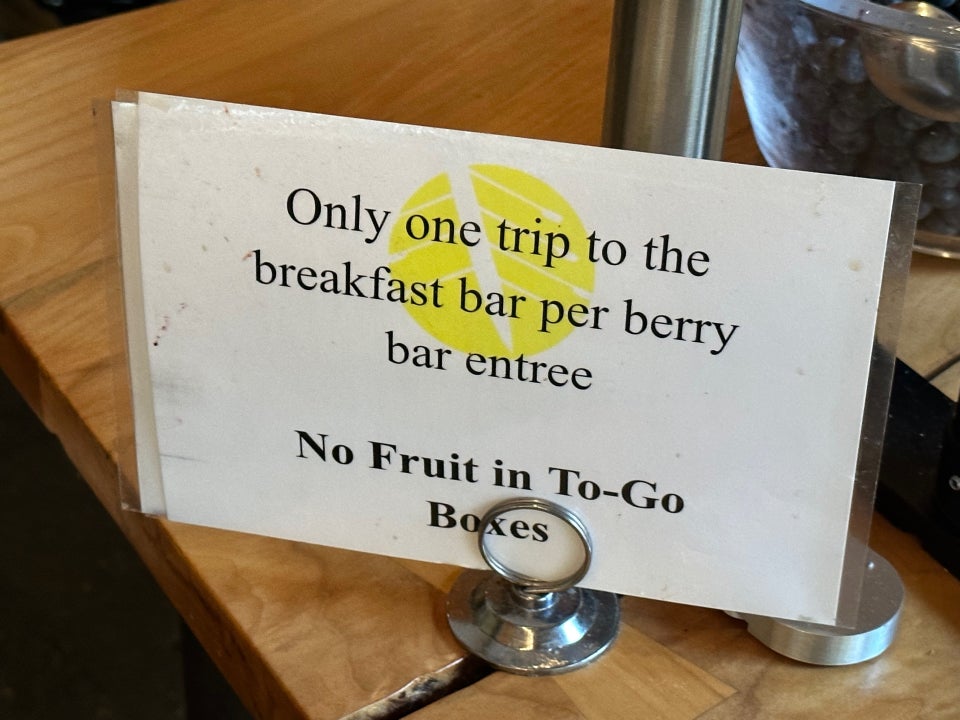 Only one trip to the
breakfast bar per berry
bar entree
No Fruit in To-Go
Boxes